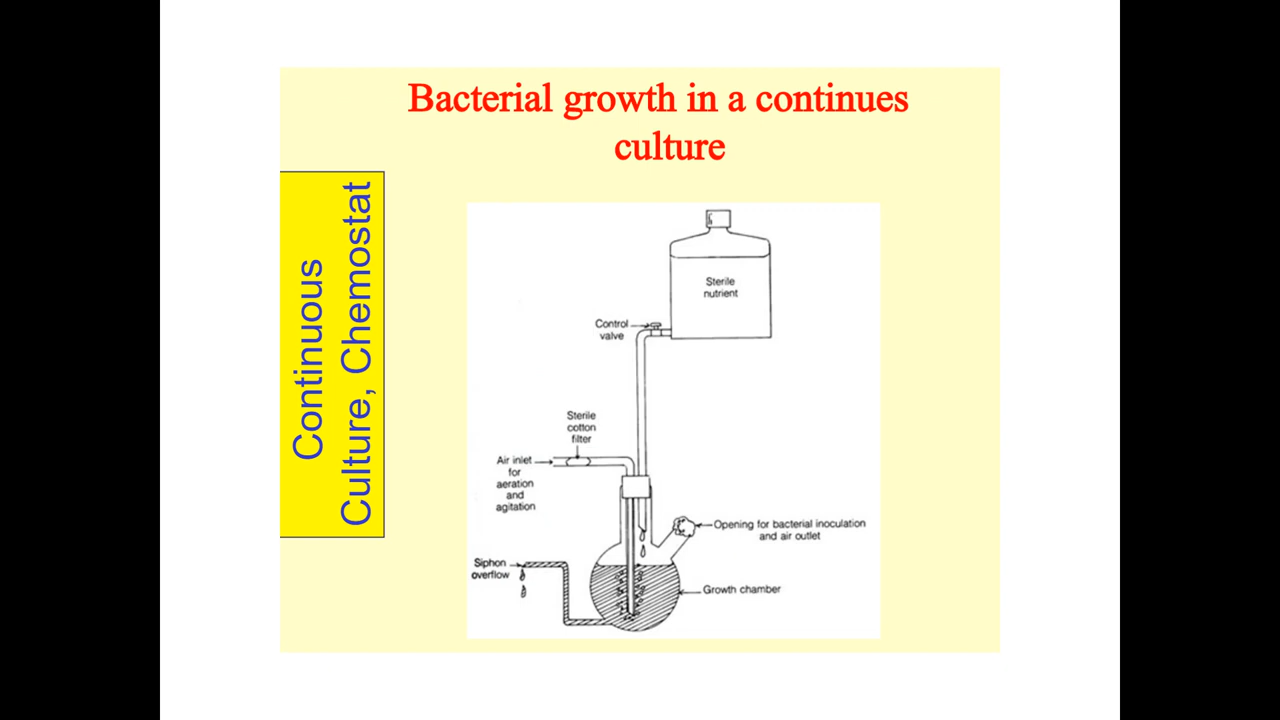 Bacterial growth in a continues
culture
Continuous
Culture, Chemostat
Sterile
nutrient
Control
valve
Sterile
cotton
filter
Air inlet
for
aeration
and
agitation
Opening for bacterial inoculation
and air outlet
Siphon
overflow
Growth chamber